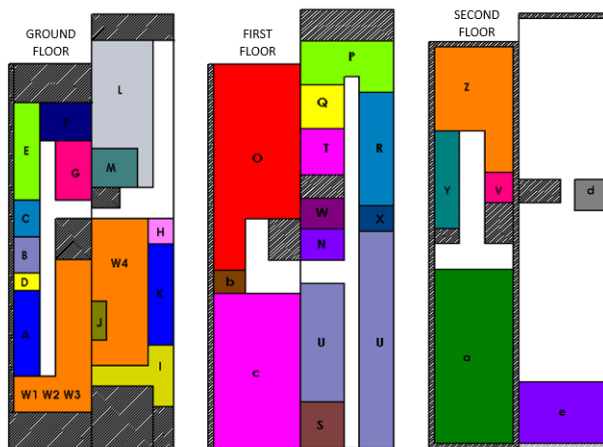 GROUND
FLOOR
FIRST
FLOOR
SECOND
FLOOR
F
E
G
C
B
D
A
W1 W2 W3
L
M
H
W4
K
J
I
P
Q
O
T
R
W
X
N
b
U
U
c
S
Z
Y
V
d
a
e